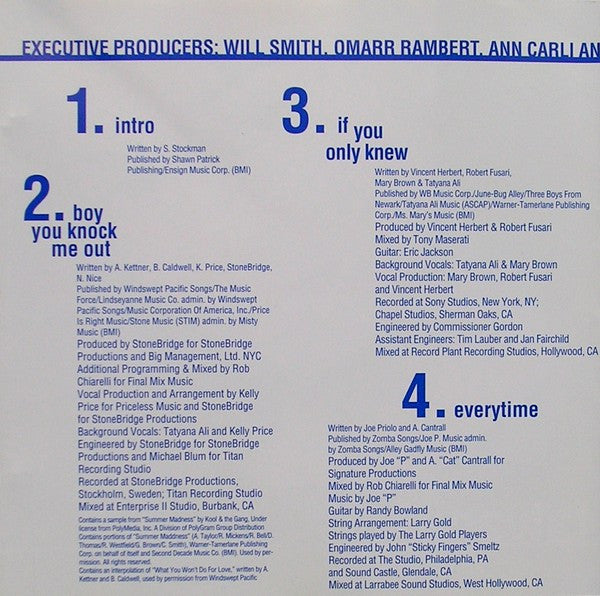 EXECUTIVE PRODUCERS: WILL SMITH, OMARR RAMBERT, ANN CARLI AN
1. intro
Written by S. Stockman
Published by Shawn Patrick
Publishing/Ensign Music Corp. (BMI)
2. boy
you knock
me out
Written by A. Kettner, B. Caldwell, K. Price, StoneBridge,
N. Nice
Published by Windswept Pacific Songs/The Music
Force/Lindseyanne Music Co. admin. by Windswept
Pacific Songs/Music Corporation Of America, Inc./Price
Is Right Music/Stone Music (STIM) admin. by Misty
Music (BMI)
Produced by StoneBridge for StoneBridge
Productions and Big Management, Ltd. NYC
Additional Programming & Mixed by Rob
Chiarelli for Final Mix Music
Vocal Production and Arrangement by Kelly
Price for Priceless Music and StoneBridge
for StoneBridge Productions
Background Vocals: Tatyana Ali and Kelly Price
Engineered by StoneBridge for StoneBridge
Productions and Michael Blum for Titan
Recording Studio
Recorded at StoneBridge Productions,
Stockholm, Sweden; Titan Recording Studio
Mixed at Enterprise II Studio, Burbank, CA
Contains a sample from "Summer Madness" by Kool & the Gang, Under
license from PolyMedia, Inc. A Division of PolyGram Group Distribution
Contains portions of "Summer Maddness" (A. Taylor/R. Mickens/R. Bell/D.
Thomas/R. Westfield/G. Brown/C. Smith), Warner-Tamerlane Publishing
Corp. on behalf of itself and Second Decade Music Co. (BMI). Used by per-
mission. All rights reserved.
Contains an interpolation of "What You Won't Do For Love," written by A.
Kettner and B. Caldwell, used by permission from Windswept Pacific
3. if you
only knew
Written by Vincent Herbert, Robert Fusari,
Mary Brown & Tatyana Ali
Published by WB Music Corp./June-Bug Alley/Three Boys From
Newark/Tatyana Ali Music (ASCAP)/Warner-Tamerlane Publishing
Corp./Ms. Mary's Music (BMI)
Produced by Vincent Herbert & Robert Fusari
Mixed by Tony Maserati
Guitar: Eric Jackson
Background Vocals: Tatyana Ali & Mary Brown
Vocal Production: Mary Brown, Robert Fusari
and Vincent Herbert
Recorded at Sony Studios, New York, NY;
Chapel Studios, Sherman Oaks, CA
Engineered by Commissioner Gordon
Assistant Engineers: Tim Lauber and Jan Fairchild
Mixed at Record Plant Recording Studios, Hollywood, CA
4. everytime
Written by Joe Priolo and A. Cantrall
Published by Zomba Songs/Joe P. Music admin.
by Zomba Songs/Alley Gadfly Music (BMI)
Produced by Joe "P" and A. "Cat" Cantrall for
Signature Productions
Mixed by Rob Chiarelli for Final Mix Music
Music by Joe "P"
Guitar by Randy Bowland
String Arrangement: Larry Gold
Strings played by The Larry Gold Players
Engineered by John "Sticky Fingers" Smeltz
Recorded at The Studio, Philadelphia, PA
and Sound Castle, Glendale, CA
Mixed at Larrabee Sound Studios, West Hollywood, CA